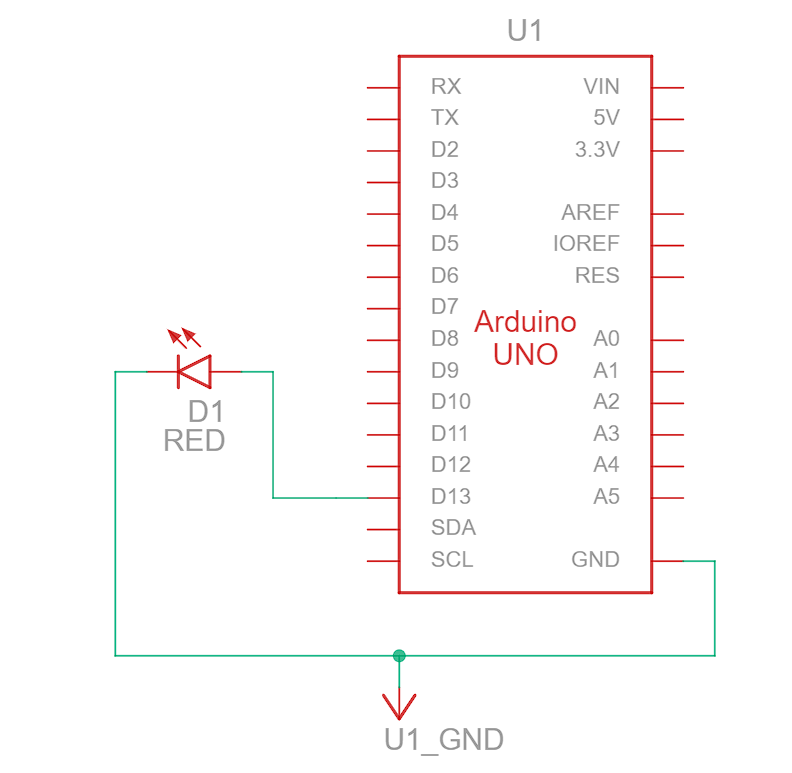 U1
RX VIN
TX 5V
D2 3.3V
D3
D4 AREF
D5 IOREF
D6 RES
D7
Arduino
D8 A0
UNO
D9 A1
D10 A2
D11 A3
D12 A4
D13 A5
SDA
SCL GND
D1
RED
U1_GND